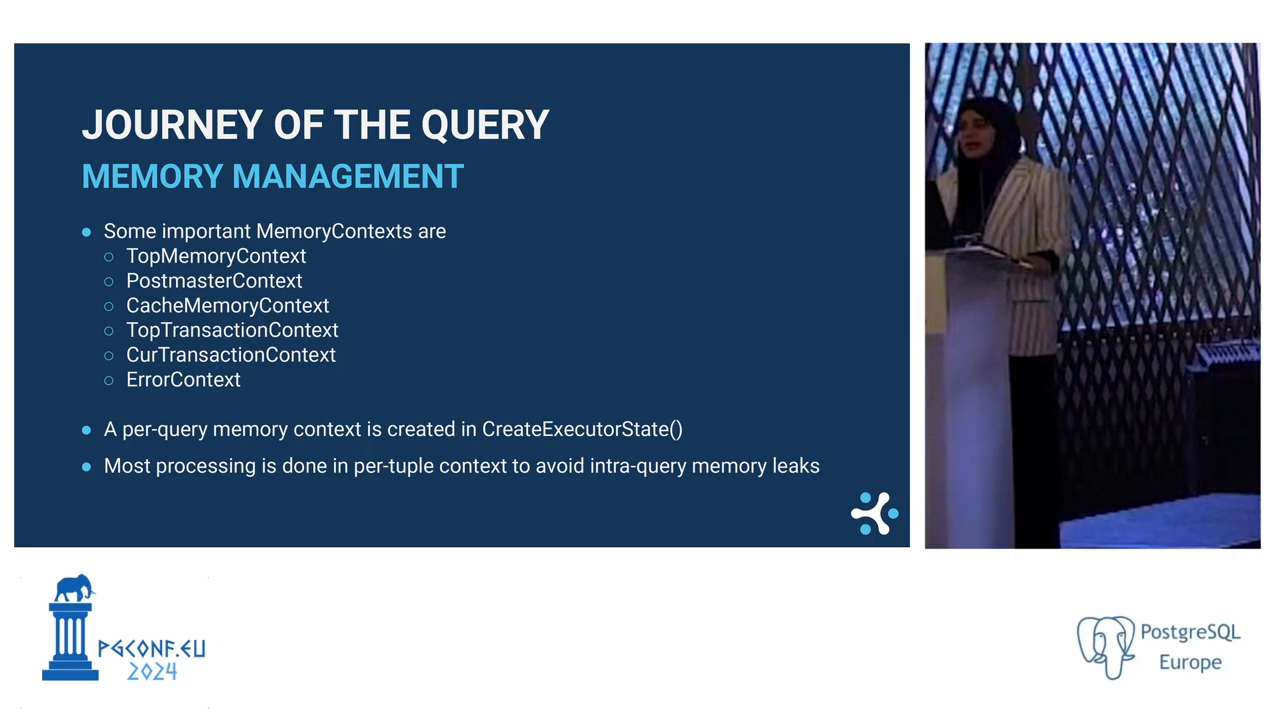 JOURNEY OF THE QUERY
MEMORY MANAGEMENT
Some important MemoryContexts are
TopMemoryContext
PostmasterContext
CacheMemoryContext
TopTransactionContext
CurTransactionContext
ErrorContext
A per-query memory context is created in CreateExecutorState()
Most processing is done in per-tuple context to avoid intra-query memory leaks
PGCONF.EU
2024
PostgreSQL
Europe